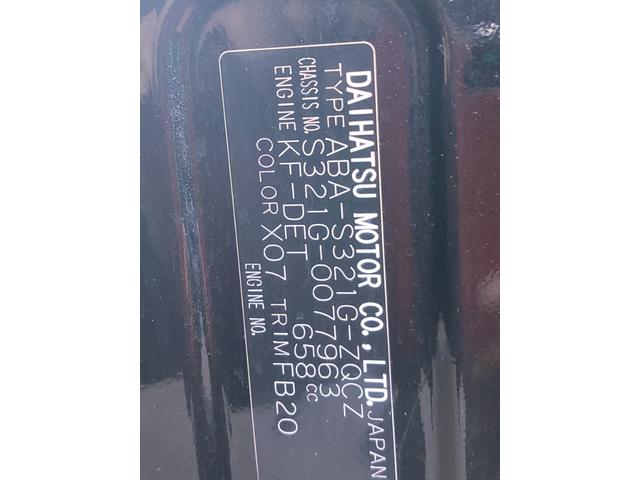 DAIHATSU MOTOR CO., LTD. JAPAN
TYPE ABA-S321G-ZQCZ
CHASSIS NO. S321G-0077963
ENGINE KF-DET 658cc
COLOR X07 TRIM FB20
ENGINE NO.